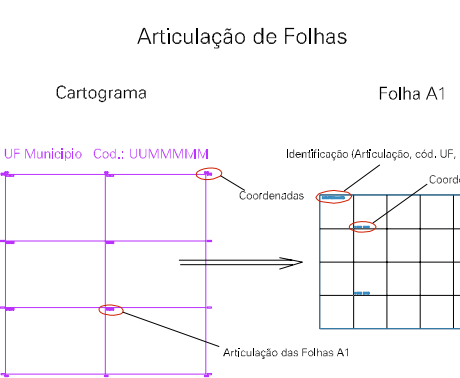 Articulação de Folhas
Cartograma
Folha A1
UF Municipio Cod.: UUMMMMM
Identificação (Articulação, cód. UF,
Coordenadas
Coord
Articulação das Folhas A1